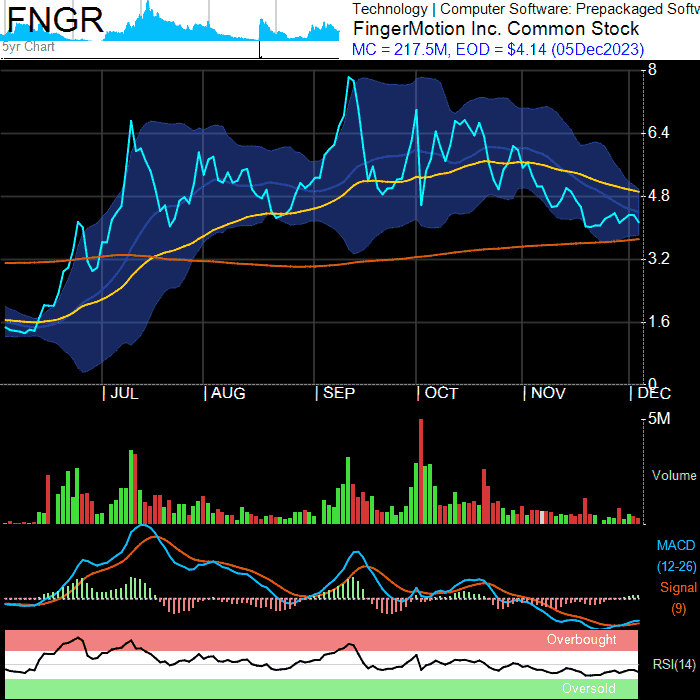 FNGR
5yr Chart
Technology | Computer Software: Prepackaged Softw
FingerMotion Inc. Common Stock
MC = 217.5M, EOD = $4.14 (05Dec2023)
8
6.4
4.8
3.2
1.6
0
| JUL | AUG | SEP | OCT | NOV | DEC
5M
Volume
MACD
(12-26)
Signal
(9)
Overbought
RSI(14)
Oversold